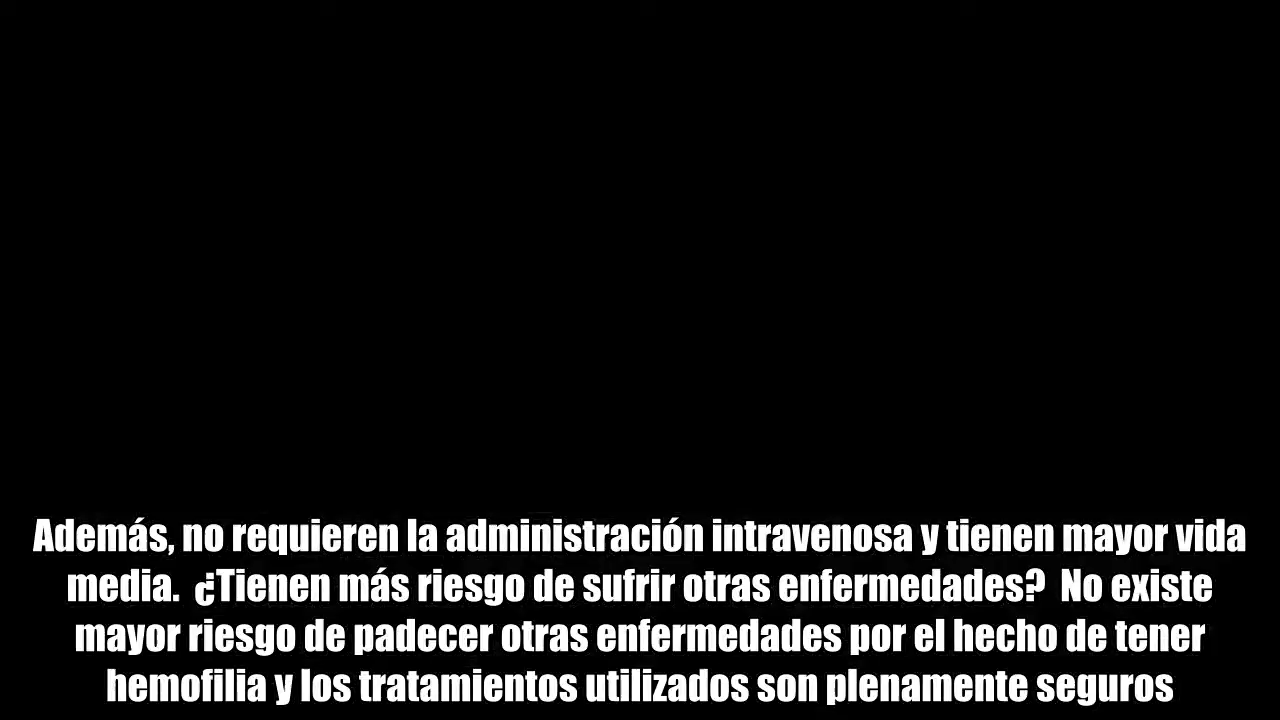 Además, no requieren la administración intravenosa y tienen mayor vida
media.  ¿Tienen más riesgo de sufrir otras enfermedades?  No existe
mayor riesgo de padecer otras enfermedades por el hecho de tener
hemofilia y los tratamientos utilizados son plenamente seguros